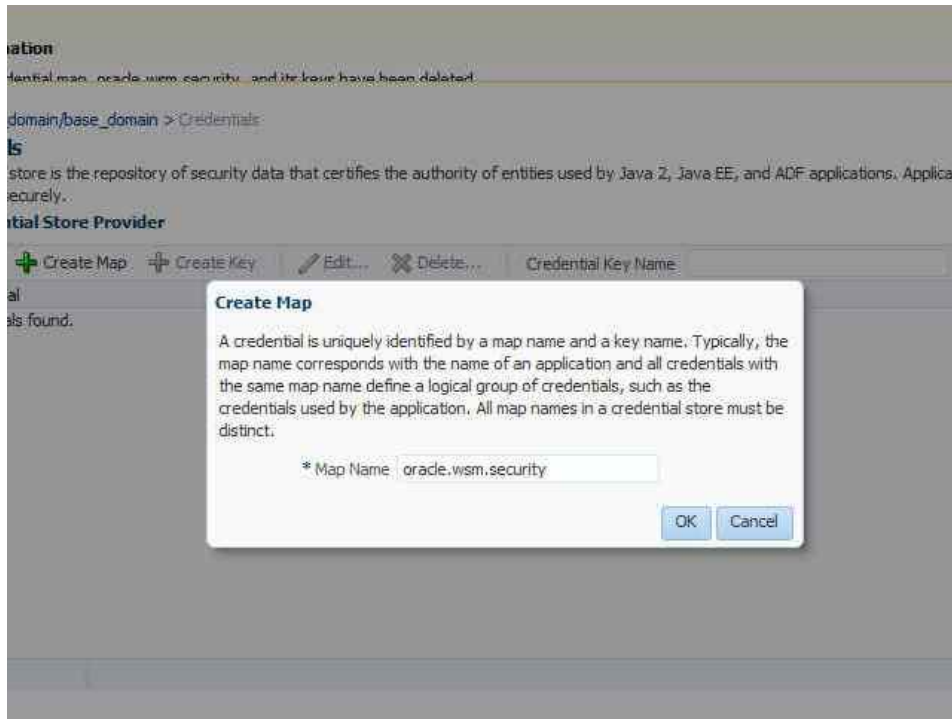 ation
dential map, oracle.wsm.security, and its keys have been deleted
domain/base_domain > Credentials
ls
store is the repository of security data that certifies the authority of entities used by Java 2, Java EE, and ADF applications. Applica
ecurely.
tial Store Provider
Create Map Create Key Edit... Delete... Credential Key Name
al
als found.
Create Map
A credential is uniquely identified by a map name and a key name. Typically, the
map name corresponds with the name of an application and all credentials with
the same map name define a logical group of credentials, such as the
credentials used by the application. All map names in a credential store must be
distinct.
* Map Name oracle.wsm.security
OK Cancel